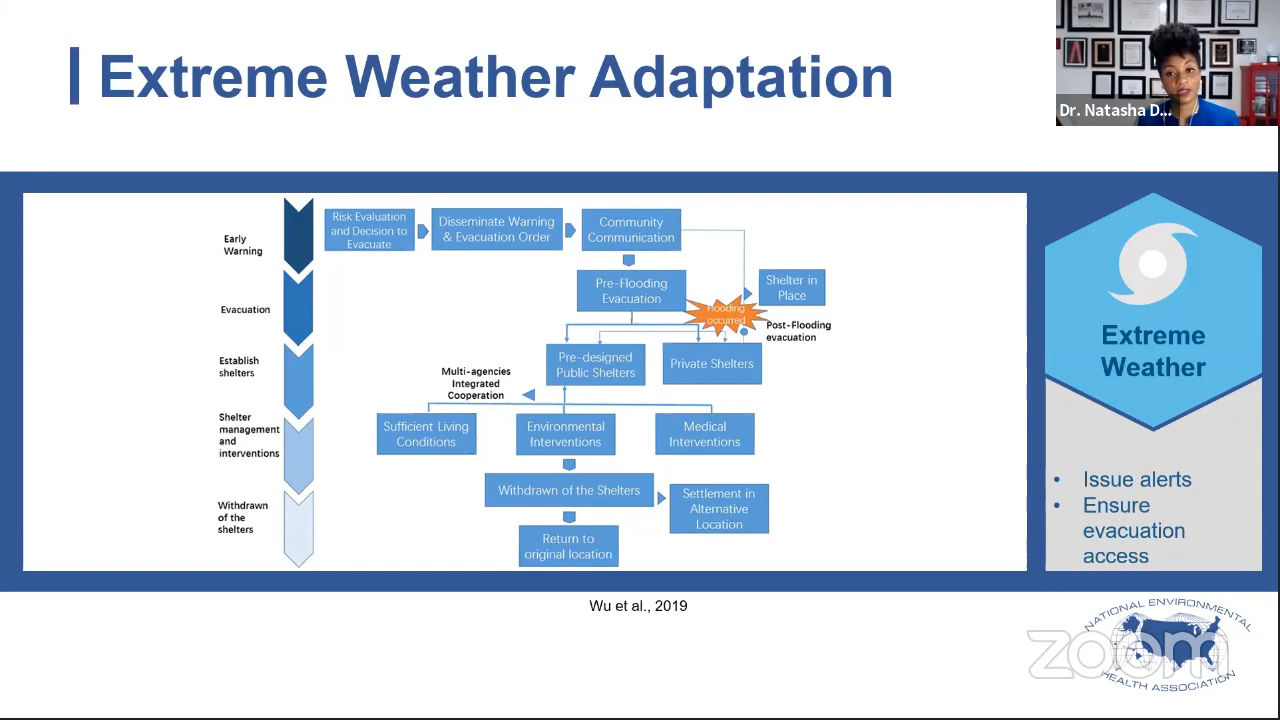 Extreme Weather Adaptation
Dr. Natasha D...
Early
Warning
Evacuation
Establish
shelters
Shelter
management
and
interventions
Withdrawn
of the
shelters
Risk Evaluation
and Decision to
Evacuate
Disseminate Warning
& Evacuation Order
Community
Communication
Pre-Flooding
Evacuation
Shelter in
Place
Flooding
occurred
Post-Flooding
evacuation
Pre-designed
Public Shelters
Private Shelters
Multi-agencies
Integrated
Cooperation
Sufficient Living
Conditions
Environmental
Interventions
Medical
Interventions
Withdrawn of the Shelters
Settlement in
Alternative
Location
Return to
original location
Extreme
Weather
• Issue alerts
• Ensure
evacuation
access
Wu et al., 2019
NATIONAL ENVIRONMENTAL
HEALTH ASSOCIATION
zoom